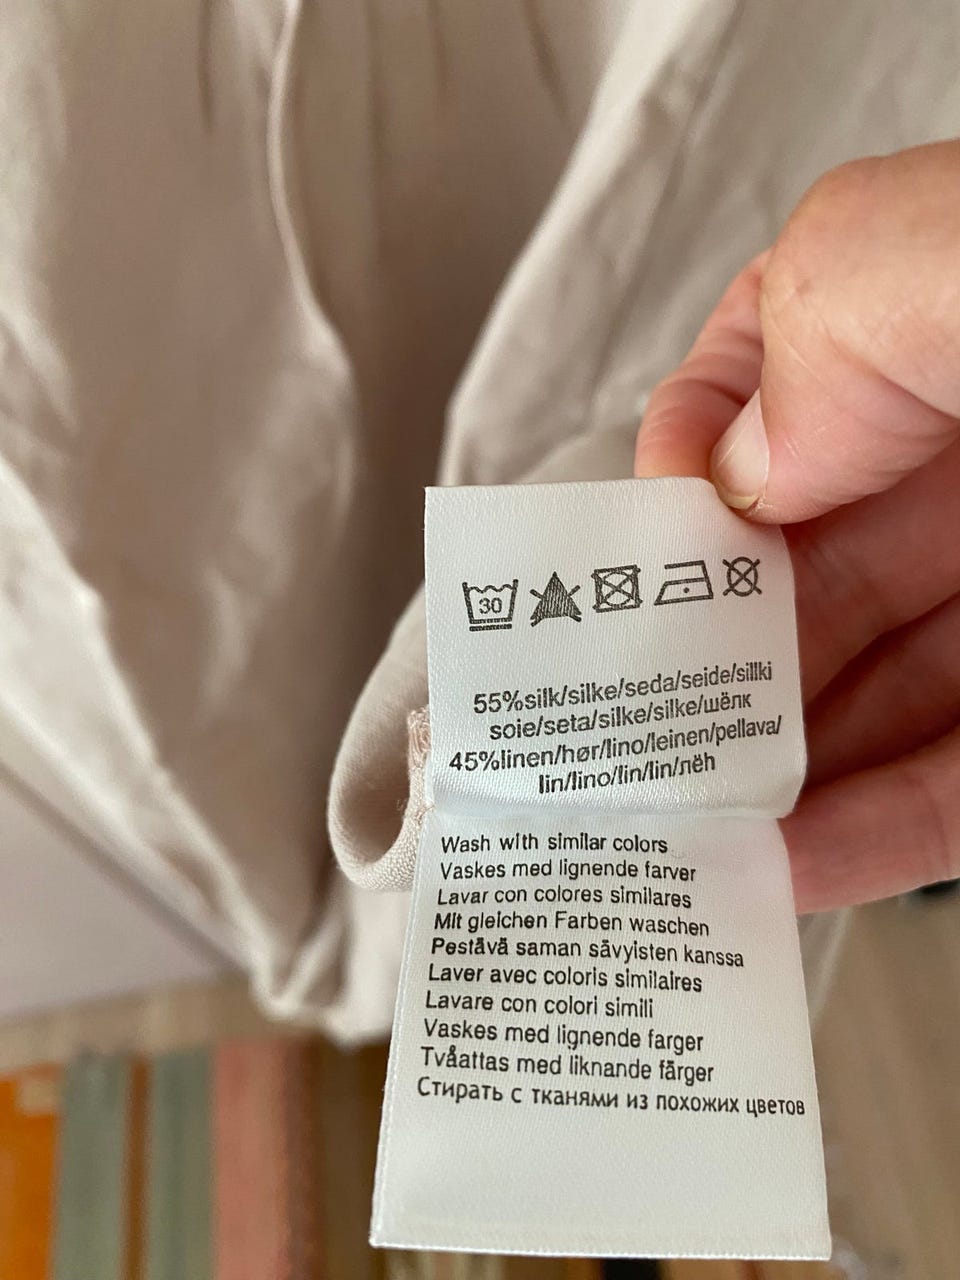 30
55%silk/silke/seda/seide/sillki
soie/seta/silke/silke/шёлк
45%linen/hør/lino/leinen/pellava/
lin/lino/lin/lin/лён
Wash with similar colors
Vaskes med lignende farver
Lavar con colores similares
Mit gleichen Farben waschen
Pestävä saman sävyisten kanssa
Laver avec coloris similaires
Lavare con colori simili
Vaskes med lignende farger
Tvåattas med liknande färger
Стирать с тканями из похожих цветов